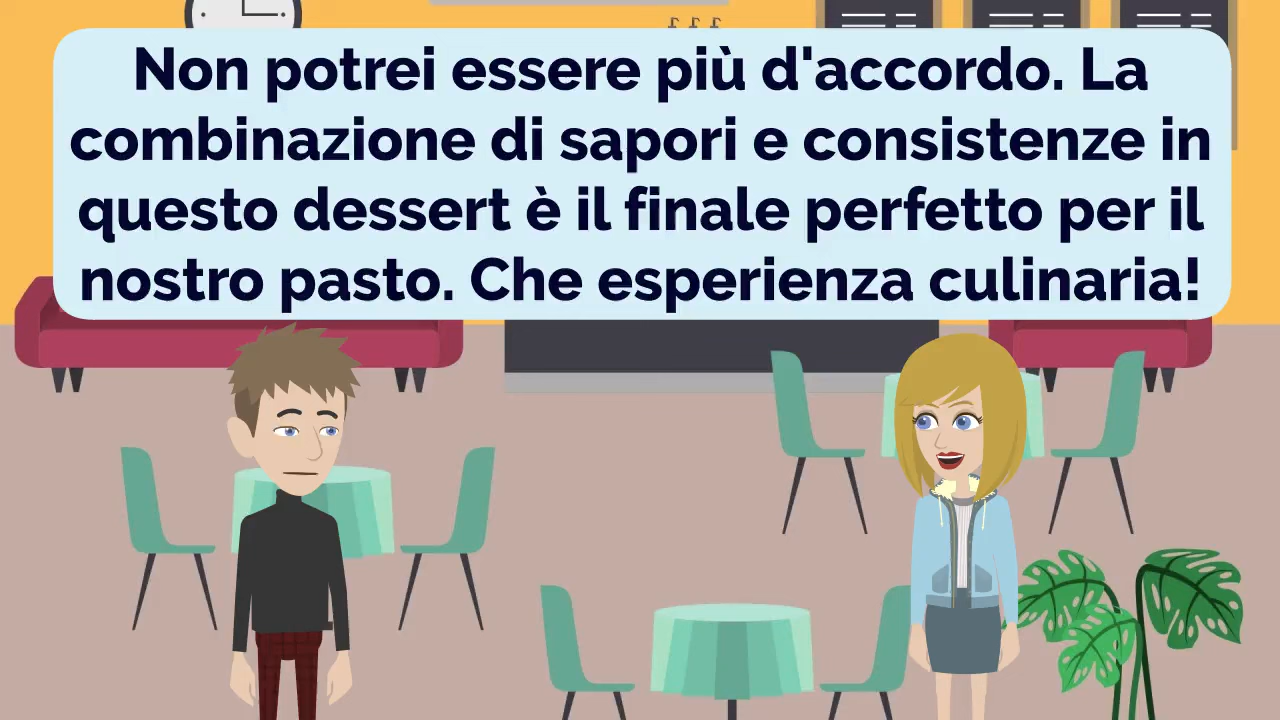 Non potrei essere più d'accordo. La
combinazione di sapori e consistenze in
questo dessert è il finale perfetto per il
nostro pasto. Che esperienza culinaria!